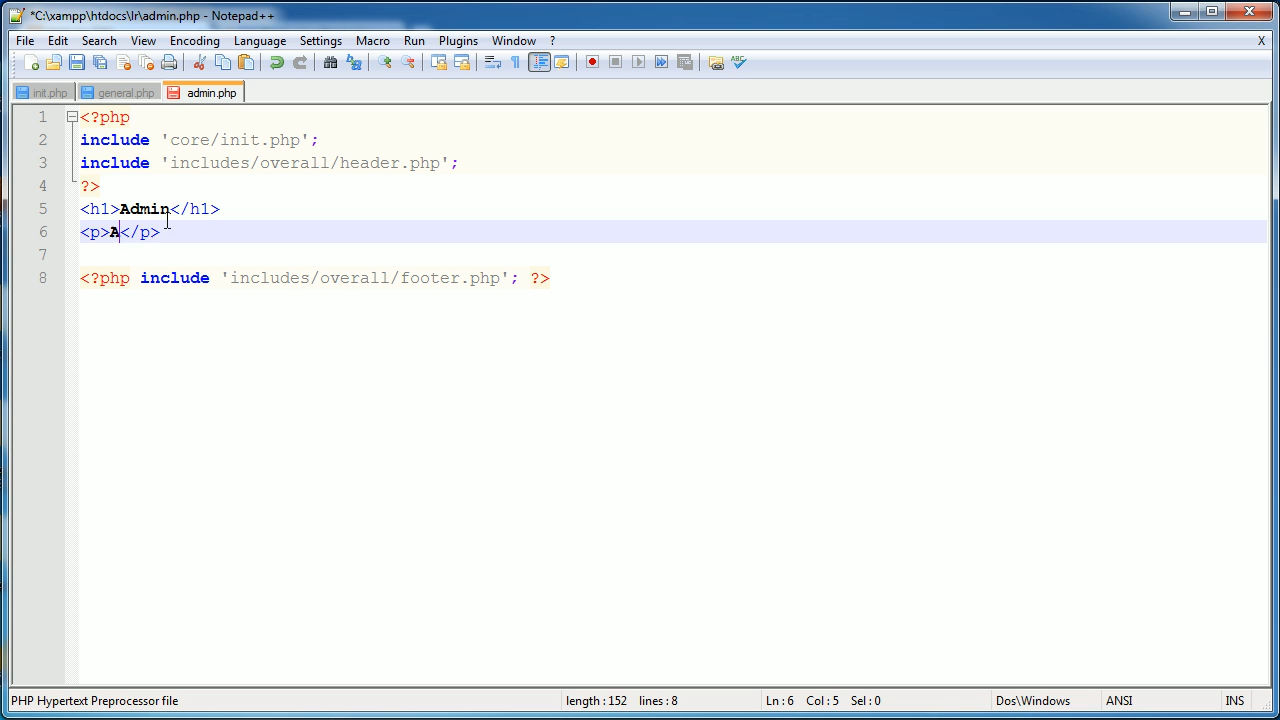 *C:\xampp\htdocs\lr\admin.php - Notepad++
File Edit Search View Encoding Language Settings Macro Run Plugins Window ? X
init.php general.php admin.php
1 <?php
2 include 'core/init.php';
3 include 'includes/overall/header.php';
4 ?>
5 <h1>Admin</h1>
6 <p>A</p>
7
8 <?php include 'includes/overall/footer.php'; ?>
PHP Hypertext Preprocessor file length : 152 lines : 8 Ln : 6 Col : 5 Sel : 0 Dos\Windows ANSI INS